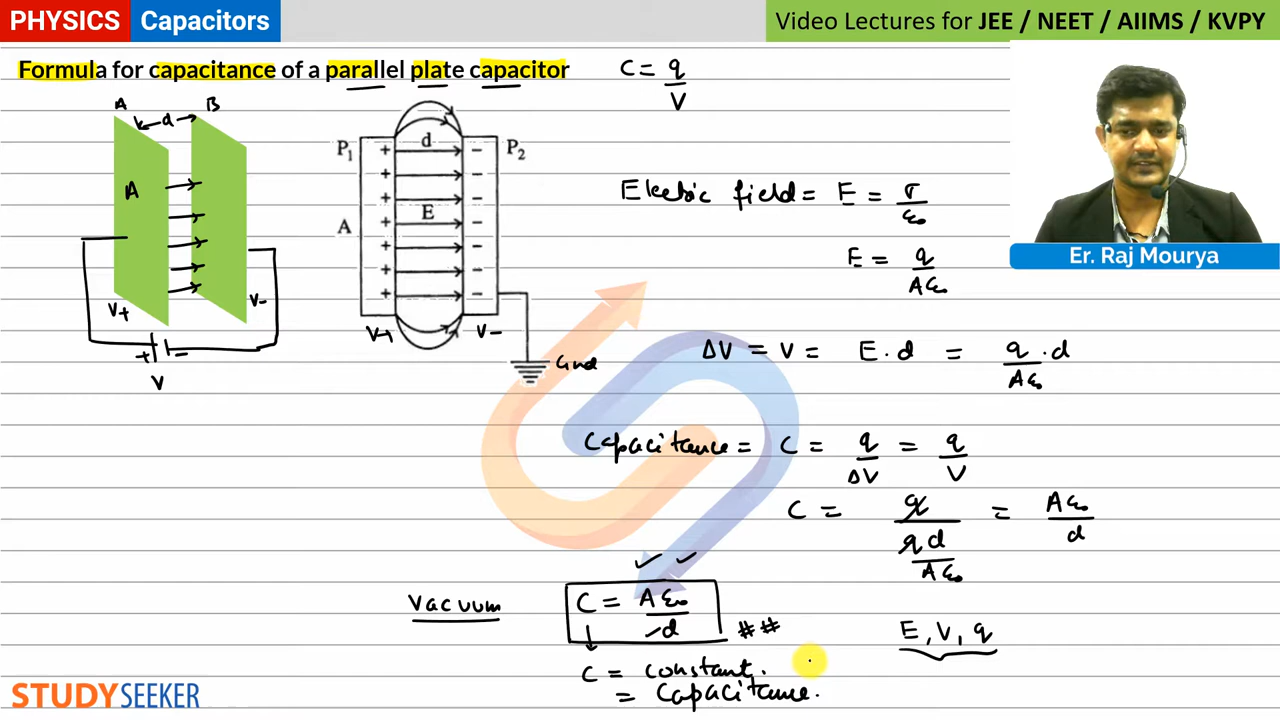 PHYSICS Capacitors Video Lectures for JEE / NEET / AIIMS / KVPY
Formula for capacitance of a parallel plate capacitor
C = q/V
A d B
A
V+ V-
+ -
V
P₁ + d - P₂
+ -
+ -
A + E -
+ -
+ -
+ -
V+ V-
Gnd
Er. Raj Mourya
Electric field = E = σ/ε₀
E = q/Aε₀
ΔV = V = E · d = q/Aε₀ · d
Capacitance = C = q/ΔV = q/V
C = q/(qd/Aε₀) = Aε₀/d
Vacuum C = Aε₀/d ##
E, V, q
C = constant.
= Capacitance.
STUDYSEEKER